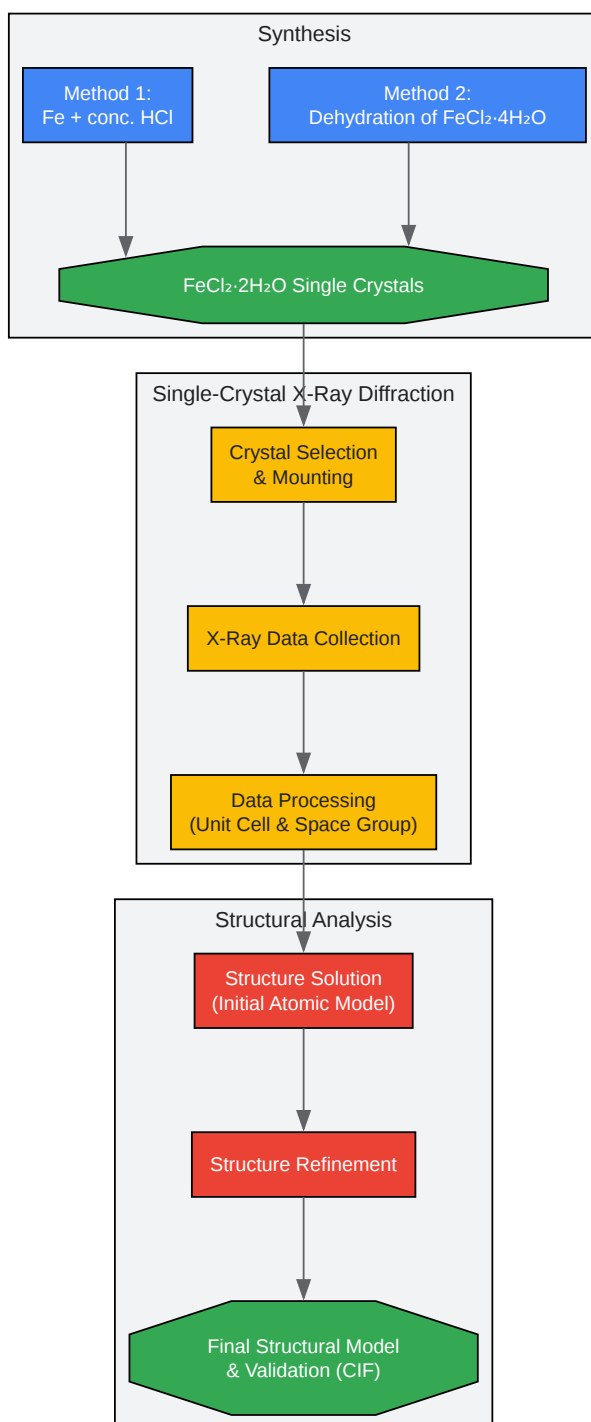 Synthesis
Method 1:
Fe + conc. HCl
Method 2:
Dehydration of FeCl₂·4H₂O
FeCl₂·2H₂O Single Crystals
Single-Crystal X-Ray Diffraction
Crystal Selection
& Mounting
X-Ray Data Collection
Data Processing
(Unit Cell & Space Group)
Structural Analysis
Structure Solution
(Initial Atomic Model)
Structure Refinement
Final Structural Model
& Validation (CIF)